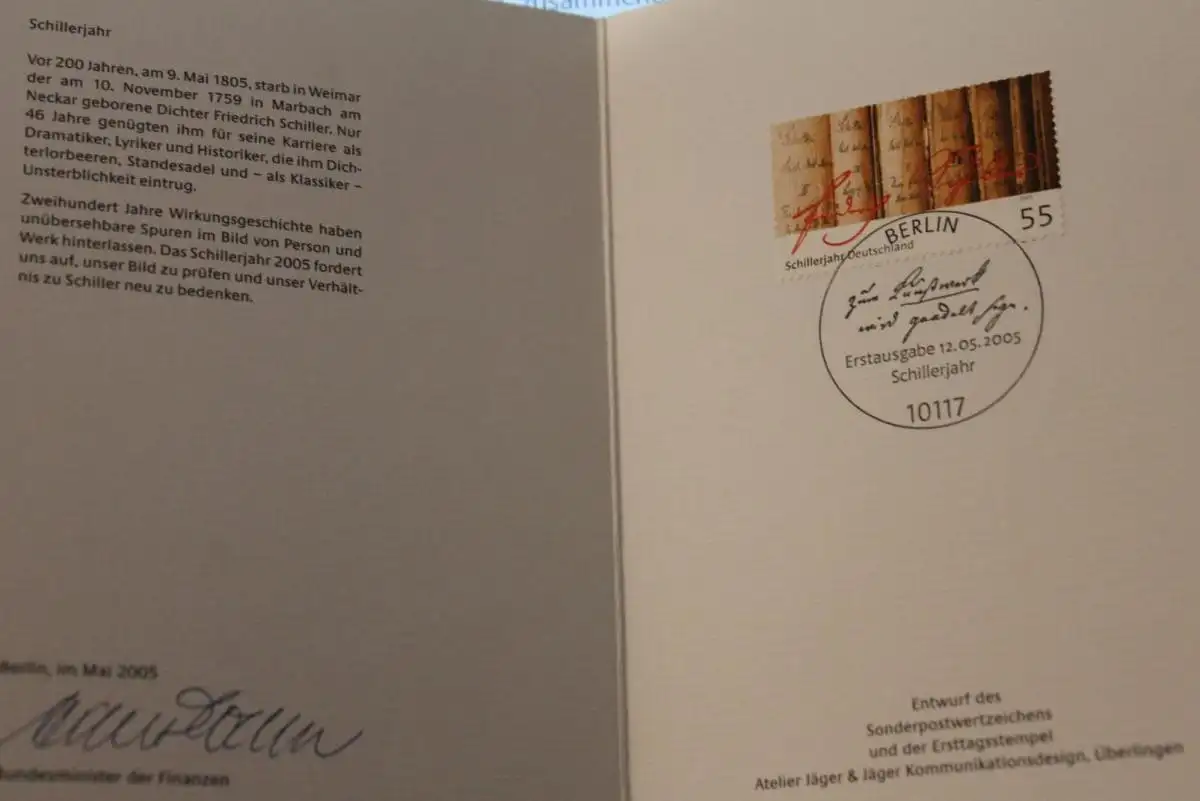 zusammen
Schillerjahr
Vor 200 Jahren, am 9. Mai 1805, starb in Weimar
der am 10. November 1759 in Marbach am
Neckar geborene Dichter Friedrich Schiller. Nur
46 Jahre genügten ihm für seine Karriere als
Dramatiker, Lyriker und Historiker, die ihm Dich-
terlorbeeren, Standesadel und – als Klassiker –
Unsterblichkeit eintrug.
Zweihundert Jahre Wirkungsgeschichte haben
unübersehbare Spuren im Bild von Person und
Werk hinterlassen. Das Schillerjahr 2005 fordert
uns auf, unser Bild zu prüfen und unser Verhält-
nis zu Schiller neu zu bedenken.
Berlin, im Mai 2005
Bundesminister der Finanzen
55
Schillerjahr Deutschland
BERLIN
zum Kunstwerk
wird geadelt
Erstausgabe 12.05.2005
Schillerjahr
10117
Entwurf des
Sonderpostwertzeichens
und der Ersttagsstempel
Atelier Jäger & Jäger Kommunikationsdesign, Überlingen